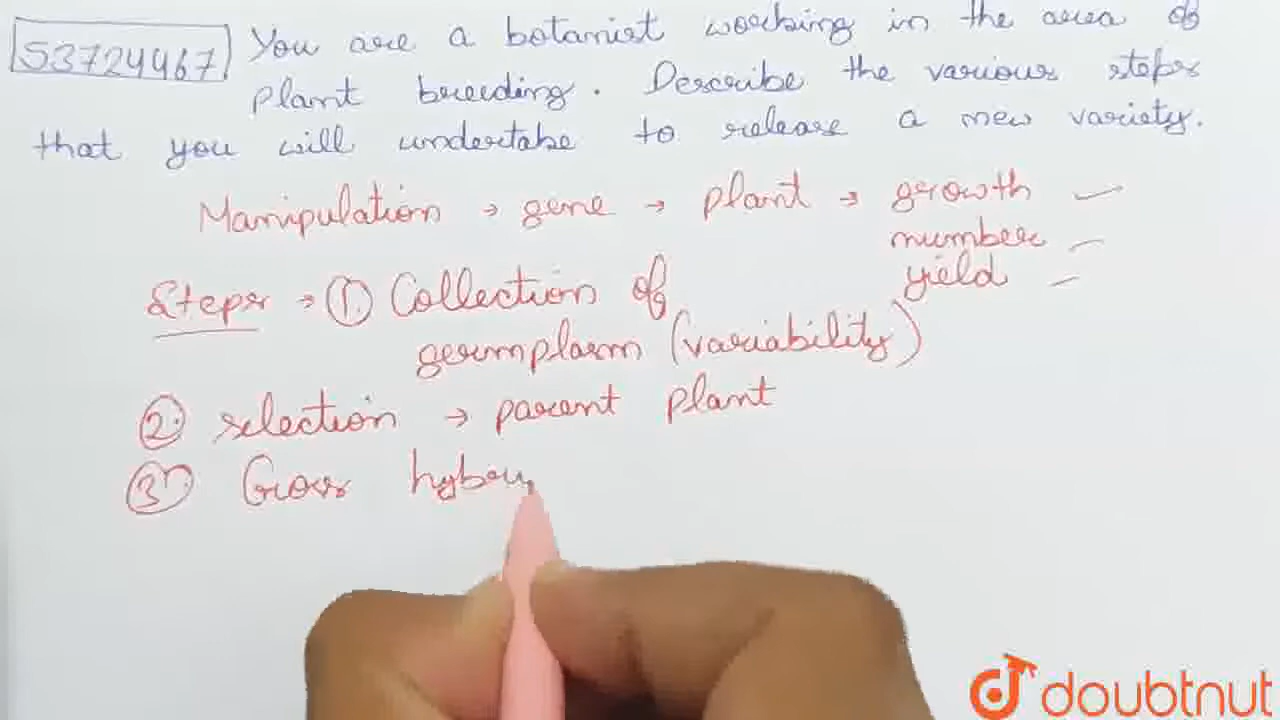 53724467 You are a botanist working in the area of
plant breeding. Describe the various steps
that you will undertake to release a new variety.
Manipulation → gene → plant → growth
number
yield
Steps → 1. Collection of
germplasm (variability)
2. selection → parent plant
3. Cross hybri
doubtnut